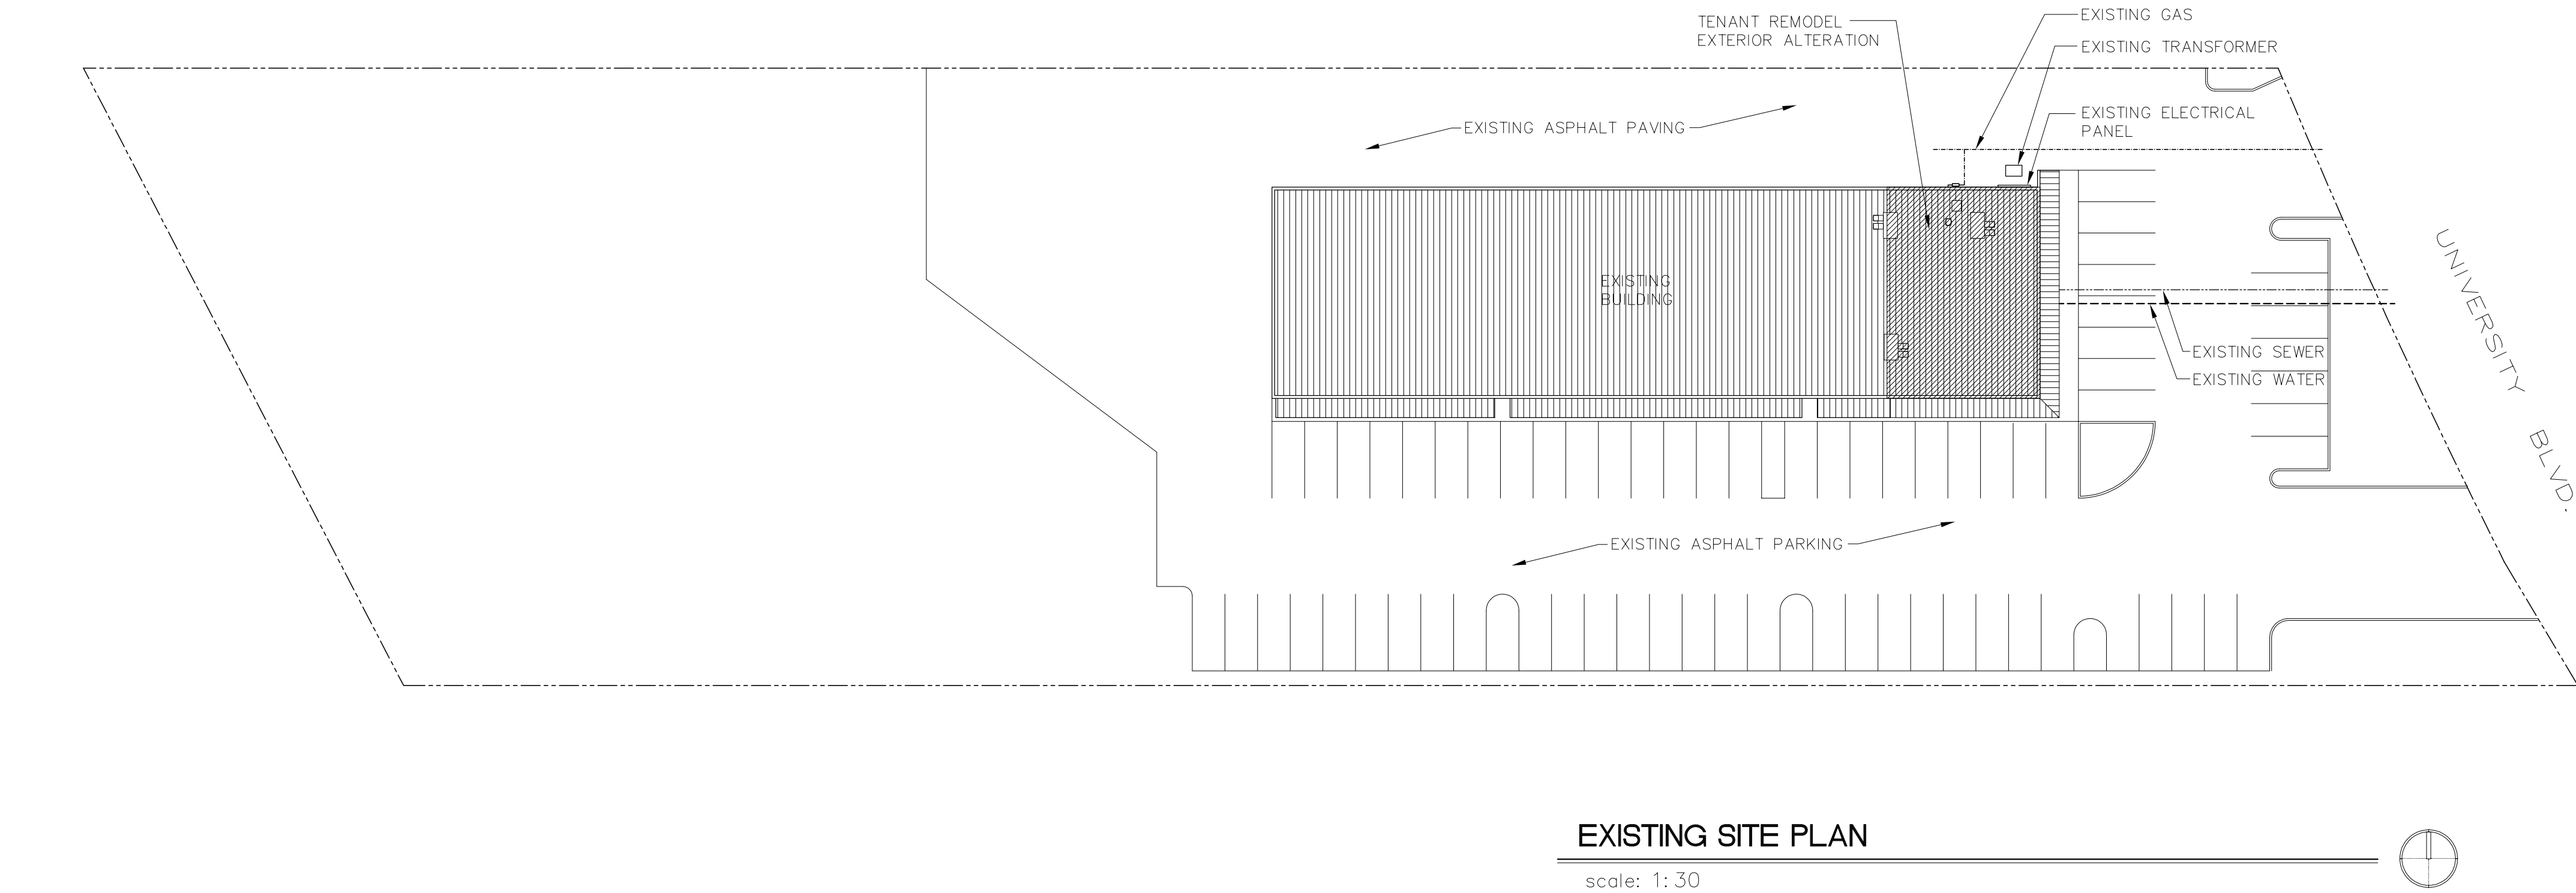 TENANT REMODEL
EXTERIOR ALTERATION
EXISTING GAS
EXISTING TRANSFORMER
EXISTING ELECTRICAL
PANEL
EXISTING ASPHALT PAVING
EXISTING
BUILDING
UNIVERSITY BLVD.
EXISTING SEWER
EXISTING WATER
EXISTING ASPHALT PARKING
EXISTING SITE PLAN
scale: 1:30